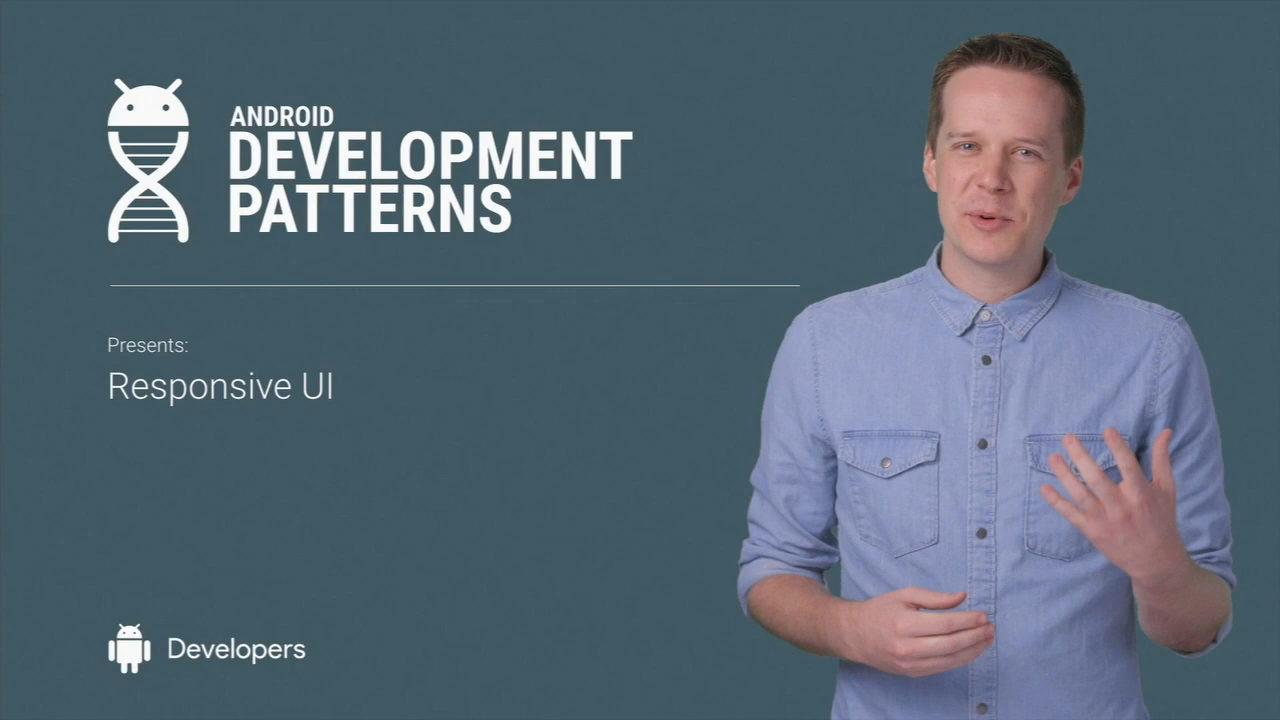 ANDROID
DEVELOPMENT
PATTERNS
Presents:
Responsive UI
Developers